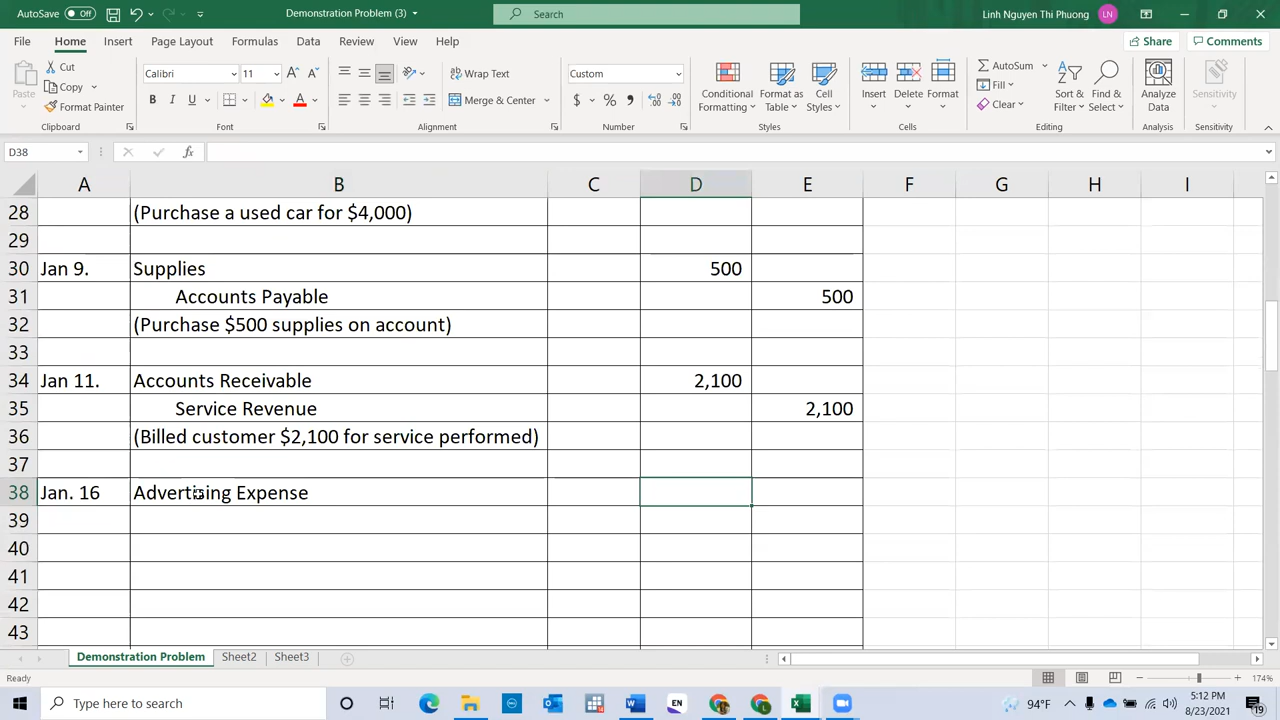 AutoSave Off Demonstration Problem (3) Search Linh Nguyen Thi Phuong LN
File Home Insert Page Layout Formulas Data Review View Help Share Comments
Paste Cut Copy Format Painter Calibri 11 Wrap Text Merge & Center Custom Conditional Formatting Format as Table Cell Styles Insert Delete Format AutoSum Fill Clear Sort & Filter Find & Select Analyze Data Sensitivity
Clipboard Font Alignment Number Styles Cells Editing Analysis Sensitivity
D38 fx
A B C D E F G H I
28 (Purchase a used car for $4,000)
29
30 Jan 9. Supplies 500
31 Accounts Payable 500
32 (Purchase $500 supplies on account)
33
34 Jan 11. Accounts Receivable 2,100
35 Service Revenue 2,100
36 (Billed customer $2,100 for service performed)
37
38 Jan. 16 Advertising Expense
39
40
41
42
43
Demonstration Problem Sheet2 Sheet3
Ready 174%
Type here to search EN 94°F 5:12 PM
8/23/2021 19